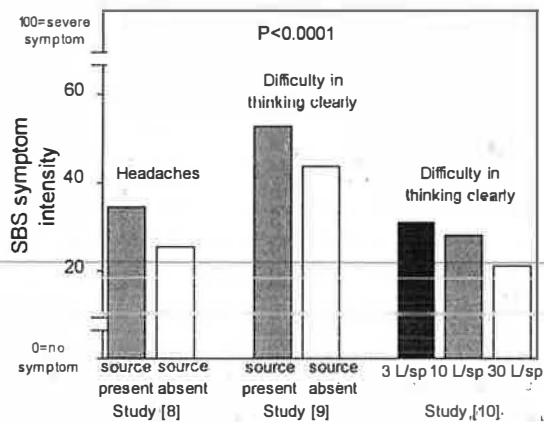 100=severe
symptom
P<0.0001
60
Difficulty in
thinking clearly
SBS symptom
intensity
Headaches
40
Difficulty in
thinking clearly
20
0=no
symptom
source source
present absent
Study [8]
source source
present absent
Study [9]
3 L/sp 10 L/sp 30 L/sp
Study,[10].